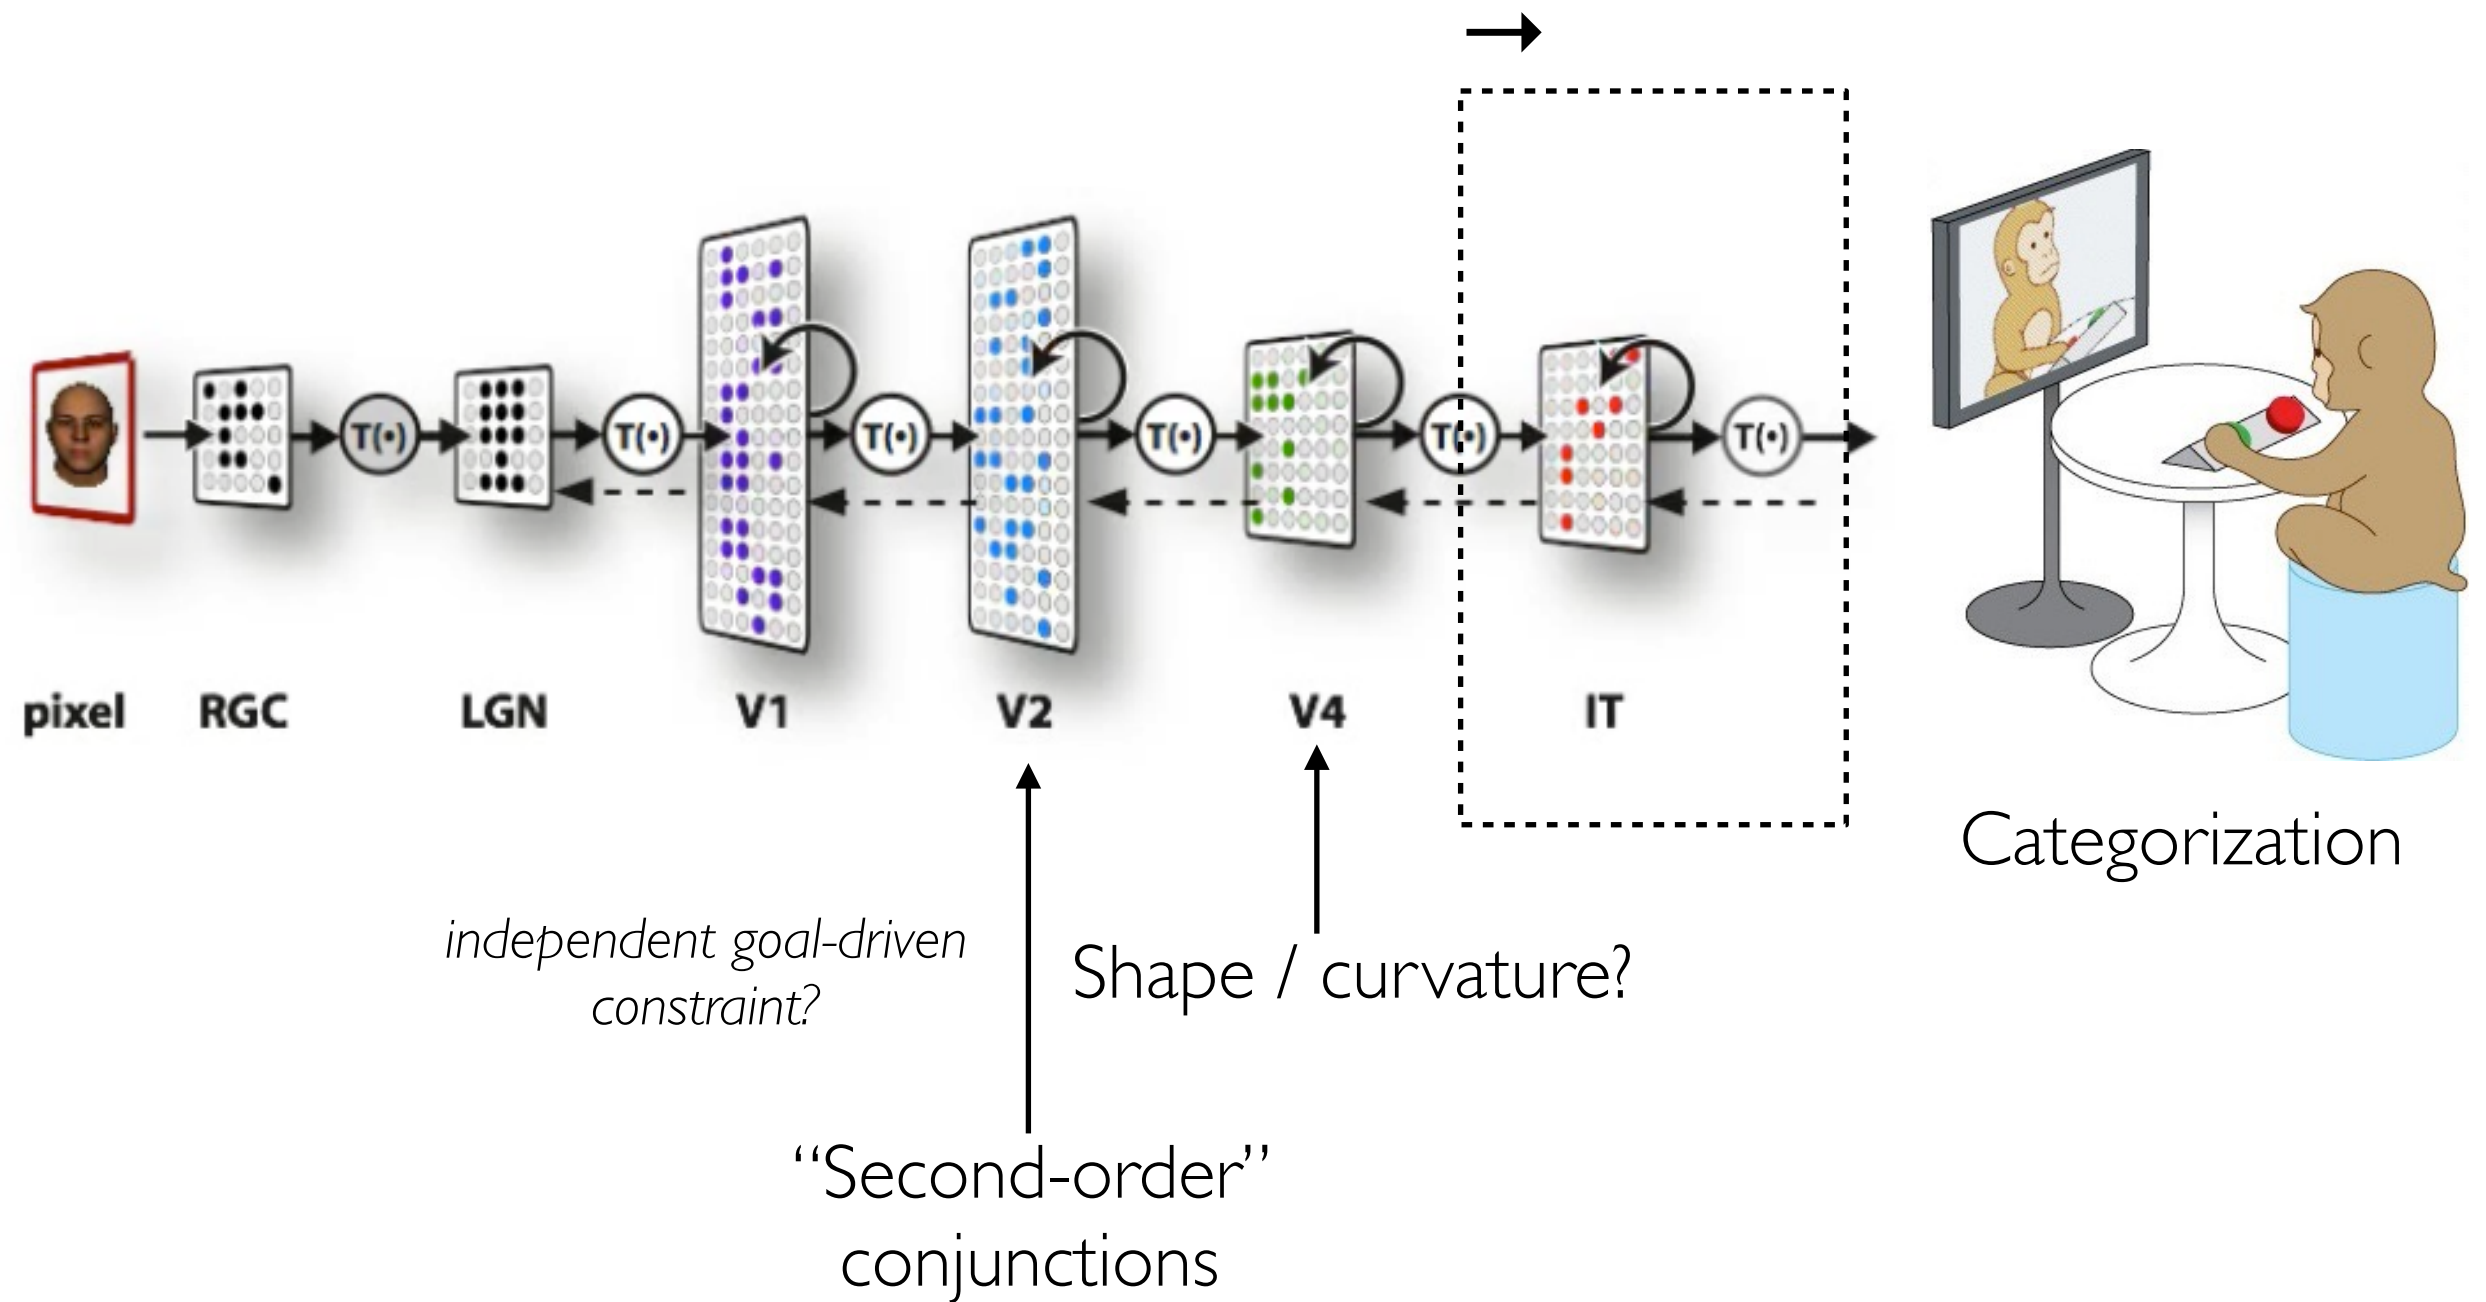 T(•)
T(•)
T(•)
T(•)
T(•)
T(•)
pixel
RGC
LGN
V1
V2
V4
IT
Categorization
independent goal-driven
constraint?
Shape / curvature?
“Second-order”
conjunctions